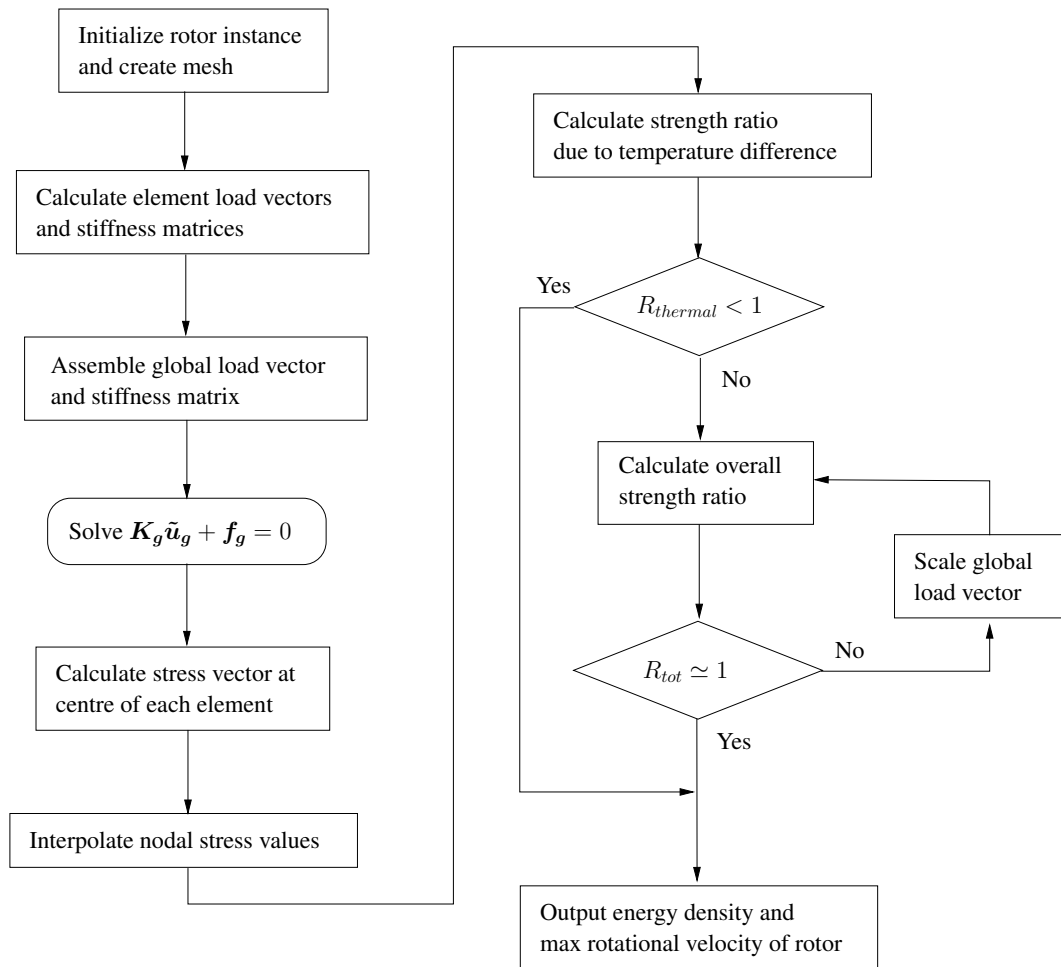 Initialize rotor instance
and create mesh
Calculate element load vectors
and stiffness matrices
Assemble global load vector
and stiffness matrix
Solve K_g ũ_g + f_g = 0
Calculate stress vector at
centre of each element
Interpolate nodal stress values
Calculate strength ratio
due to temperature difference
Yes
R_thermal < 1
No
Calculate overall
strength ratio
Scale global
load vector
No
R_tot ≃ 1
Yes
Output energy density and
max rotational velocity of rotor